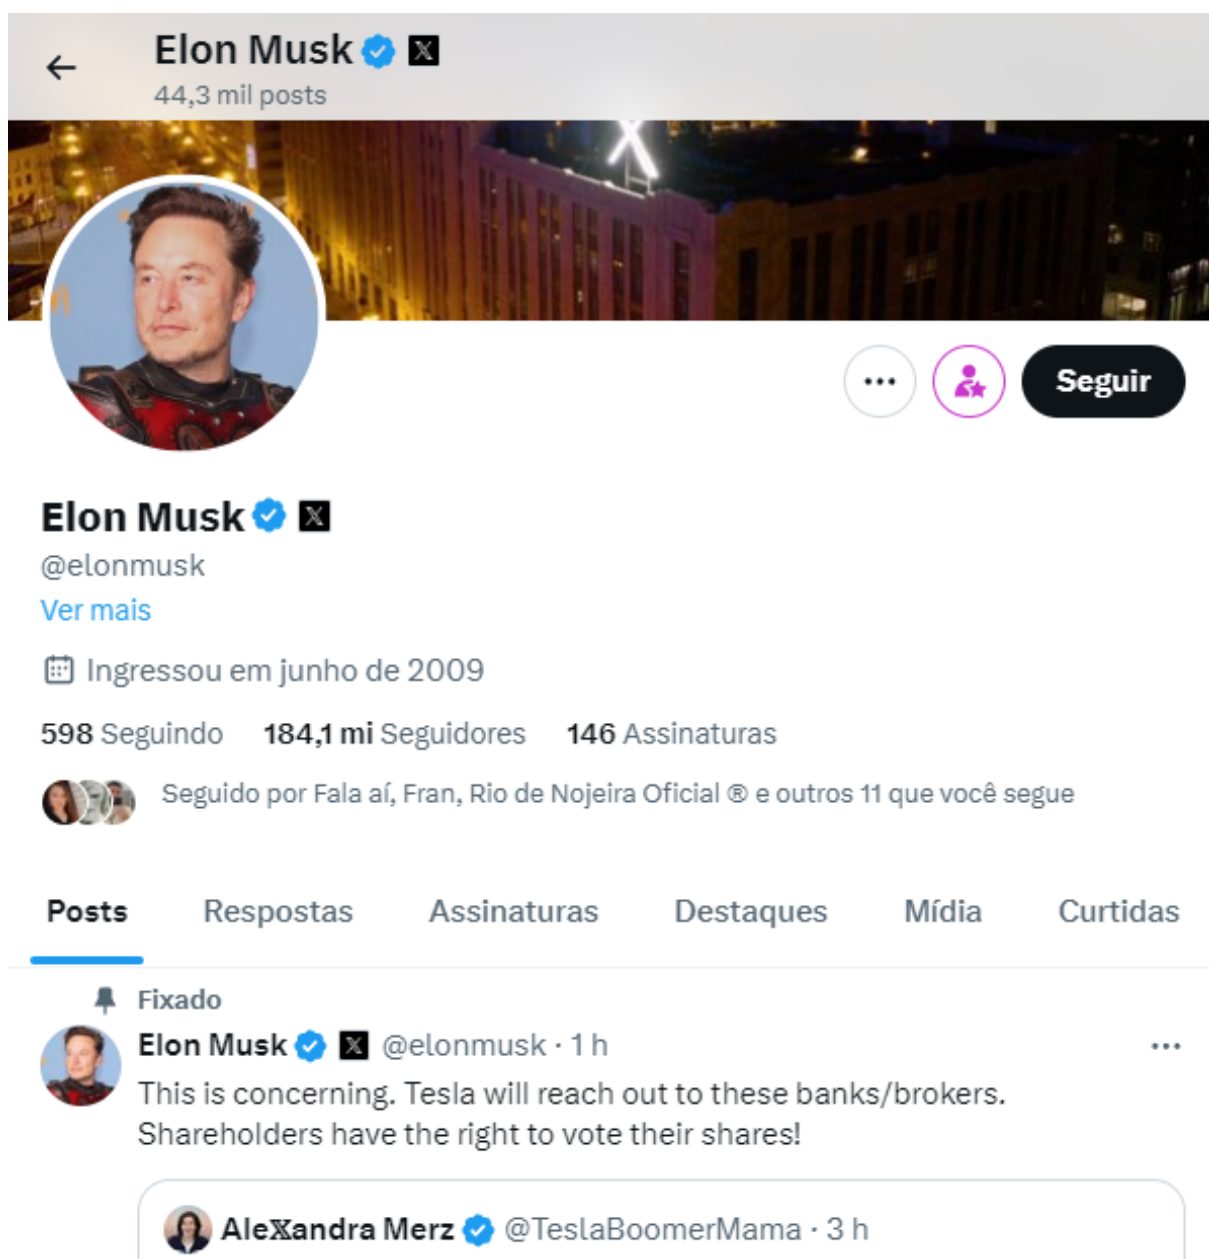 Elon Musk
44,3 mil posts
X
Seguir
Elon Musk
@elonmusk
Ver mais
Ingressou em junho de 2009
598 Seguindo 184,1 mi Seguidores 146 Assinaturas
Seguido por Fala aí, Fran, Rio de Nojeira Oficial ® e outros 11 que você segue
Posts Respostas Assinaturas Destaques Mídia Curtidas
Fixado
Elon Musk @elonmusk · 1 h
This is concerning. Tesla will reach out to these banks/brokers.
Shareholders have the right to vote their shares!
Ale𝕏andra Merz @TeslaBoomerMama · 3 h